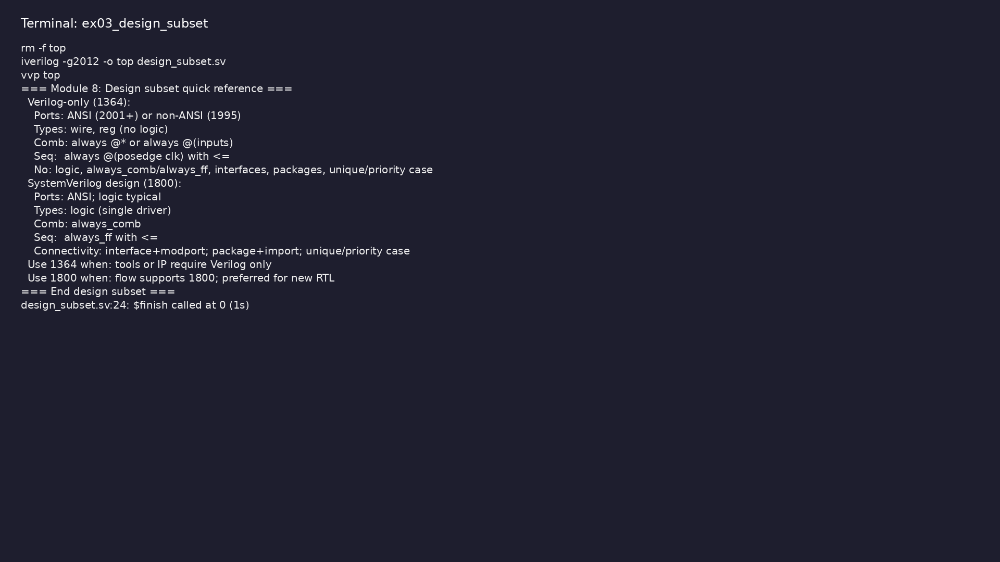 Terminal: ex03_design_subset
rm -f top
iverilog -g2012 -o top design_subset.sv
vvp top
=== Module 8: Design subset quick reference ===
  Verilog-only (1364):
    Ports: ANSI (2001+) or non-ANSI (1995)
    Types: wire, reg (no logic)
    Comb: always @* or always @(inputs)
    Seq:  always @(posedge clk) with <=
    No: logic, always_comb/always_ff, interfaces, packages, unique/priority case
  SystemVerilog design (1800):
    Ports: ANSI; logic typical
    Types: logic (single driver)
    Comb: always_comb
    Seq:  always_ff with <=
    Connectivity: interface+modport; package+import; unique/priority case
  Use 1364 when: tools or IP require Verilog only
  Use 1800 when: flow supports 1800; preferred for new RTL
=== End design subset ===
design_subset.sv:24: $finish called at 0 (1s)